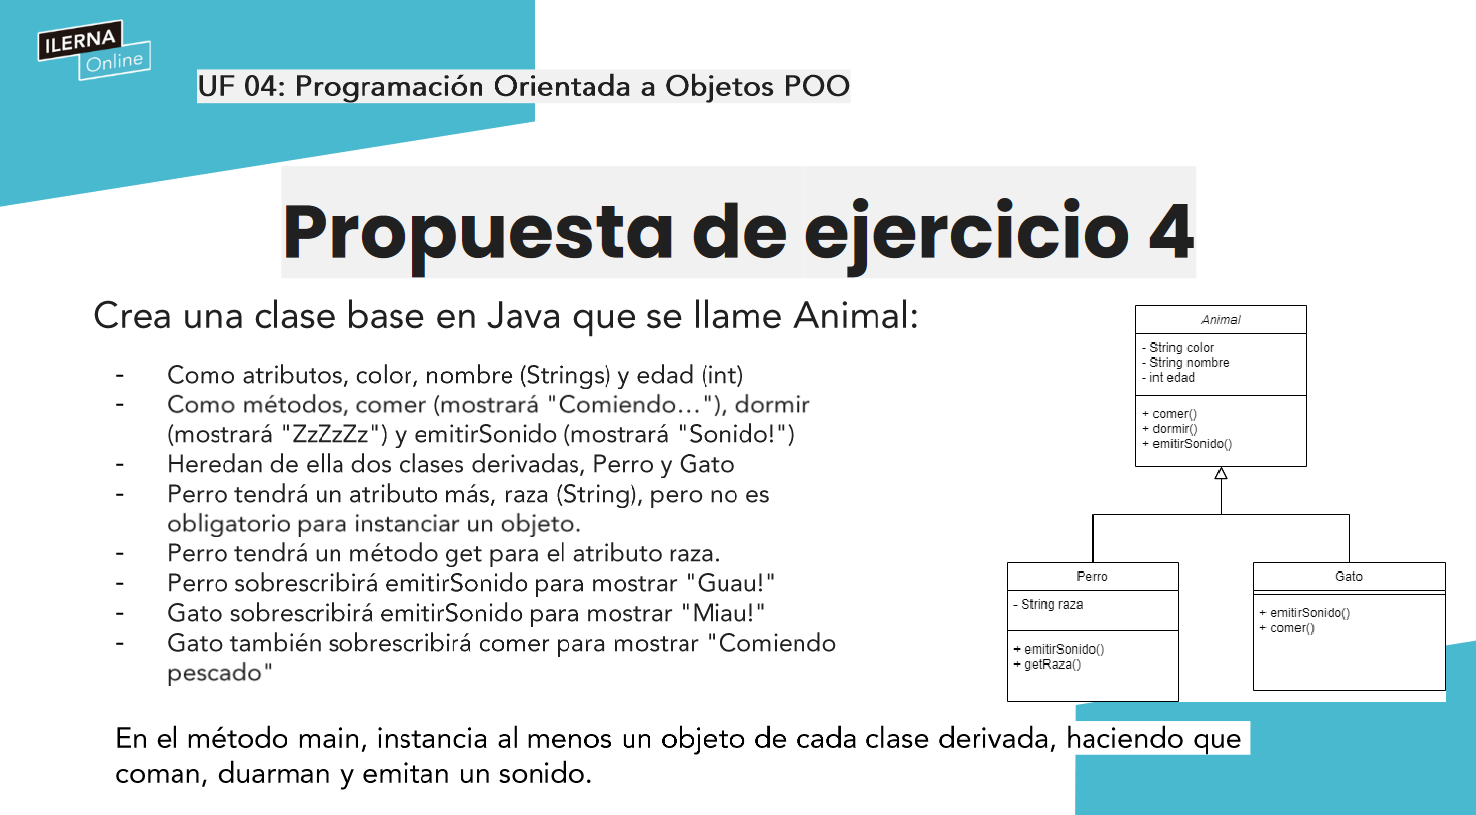 ILERNA
Online
UF 04: Programación Orientada a Objetos POO
Propuesta de ejercicio 4
Crea una clase base en Java que se llame Animal:
- Como atributos, color, nombre (Strings) y edad (int)
- Como métodos, comer (mostrará "Comiendo..."), dormir
(mostrará "ZzZzZz") y emitirSonido (mostrará "Sonido!")
- Heredan de ella dos clases derivadas, Perro y Gato
- Perro tendrá un atributo más, raza (String), pero no es
obligatorio para instanciar un objeto.
- Perro tendrá un método get para el atributo raza.
- Perro sobrescribirá emitirSonido para mostrar "Guau!"
- Gato sobrescribirá emitirSonido para mostrar "Miau!"
- Gato también sobrescribirá comer para mostrar "Comiendo
pescado"
En el método main, instancia al menos un objeto de cada clase derivada, haciendo que
coman, duarman y emitan un sonido.
Animal
- String color
- String nombre
- int edad
+ comer()
+ dormir()
+ emitirSonido()
Perro
- String raza
+ emitirSonido()
+ getRaza()
Gato
+ emitirSonido()
+ comer()